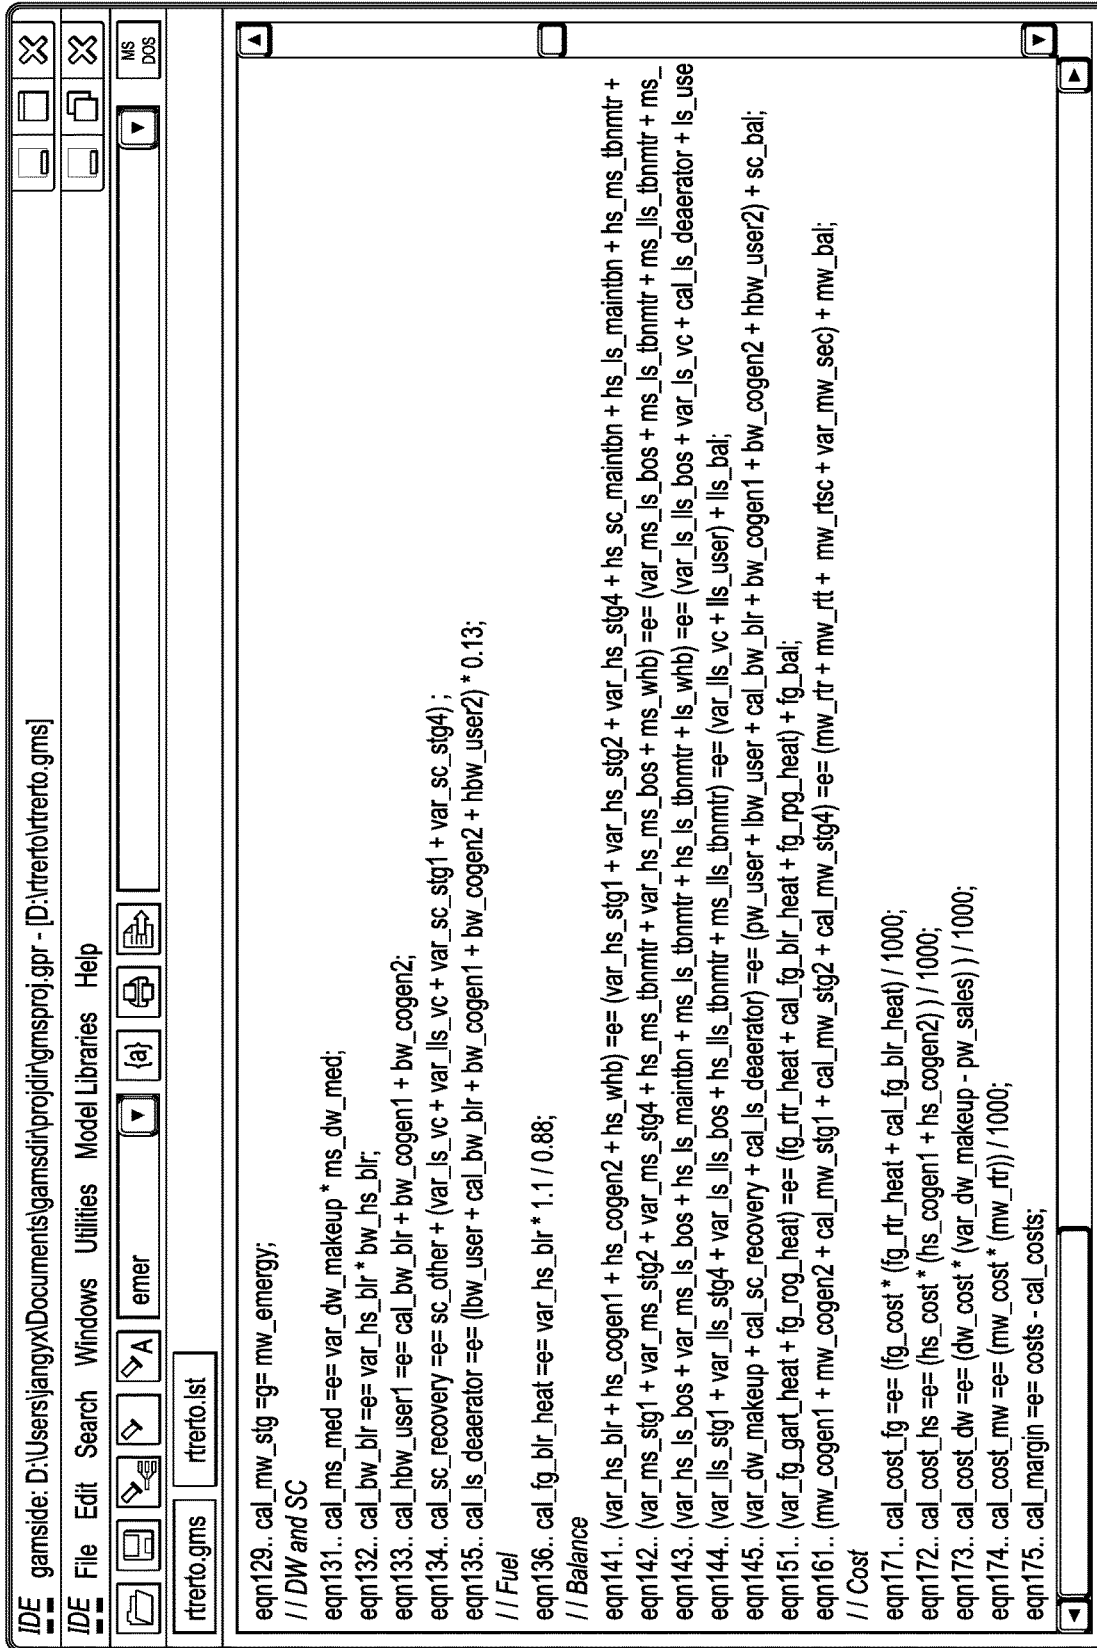 IDE gamside: D:\Users\jangyx\Documents\gamsdir\projdir\gmsproj.gpr - [D:\rtrerto\rtrerto.gms]
IDE File Edit Search Windows Utilities Model Libraries Help
A emer {a} MS DOS
rtrerto.gms rtrerto.lst
eqn129.. cal_mw_stg =g= mw_energy;
//DW and SC
eqn131.. cal_ms_med =e= var_dw_makeup * ms_dw_med;
eqn132.. cal_bw_blr =e= var_hs_blr * bw_hs_blr;
eqn133.. cal_hbw_user1 =e= cal_bw_blr + bw_cogen1 + bw_cogen2;
eqn134.. cal_sc_recovery =e= sc_other + (var_ls_vc + var_lls_vc + var_sc_stg1 + var_sc_stg4) ;
eqn135.. cal_ls_deaerator =e= (lbw_user + cal_bw_blr + bw_cogen1 + bw_cogen2 + hbw_user2) * 0.13;
//Fuel
eqn136.. cal_fg_blr_heat =e= var_hs_blr * 1.1 / 0.88;
//Balance
eqn141.. (var_hs_blr + hs_cogen1 + hs_cogen2 + hs_whb) =e= (var_hs_stg1 + var_hs_stg2 + var_hs_stg4 + hs_sc_maintbn + hs_ls_maintbn + hs_ms_tbnmtr +
eqn142.. (var_ms_stg1 + var_ms_stg2 + var_ms_stg4 + hs_ms_tbnmtr + var_hs_ms_bos + ms_whb) =e= (var_ms_ls_bos + ms_ls_tbnmtr + ms_lls_tbnmtr + ms_
eqn143.. (var_hs_ls_bos + var_ms_ls_bos + hs_ls_maintbn + ms_ls_tbnmtr + hs_ls_tbnmtr + ls_whb) =e= (var_ls_lls_bos + var_ls_vc + cal_ls_deaerator + ls_use
eqn144.. (var_lls_stg1 + var_lls_stg4 + var_ls_lls_bos + hs_lls_tbnmtr + ms_lls_tbnmtr) =e= (var_lls_vc + lls_user) + lls_bal;
eqn145.. (var_dw_makeup + cal_sc_recovery + cal_ls_deaerator) =e= (pw_user + lbw_user + cal_bw_blr + bw_cogen1 + bw_cogen2 + hbw_user2) + sc_bal;
eqn151.. (var_fg_gart_heat + fg_rog_heat) =e= (fg_rtr_heat + cal_fg_blr_heat + fg_rpg_heat) + fg_bal;
eqn161.. (mw_cogen1 + mw_cogen2 + cal_mw_stg1 + cal_mw_stg2 + cal_mw_stg4) =e= (mw_rtr + mw_rtt + mw_rtsc + var_mw_sec) + mw_bal;
//Cost
eqn171.. cal_cost_fg =e= (fg_cost * (fg_rtr_heat + cal_fg_blr_heat) / 1000;
eqn172.. cal_cost_hs =e= (hs_cost * (hs_cogen1 + hs_cogen2) ) / 1000;
eqn173.. cal_cost_dw =e= (dw_cost * (var_dw_makeup - pw_sales) ) / 1000;
eqn174.. cal_cost_mw =e= (mw_cost * (mw_rtr)) / 1000;
eqn175.. cal_margin =e= costs - cal_costs;